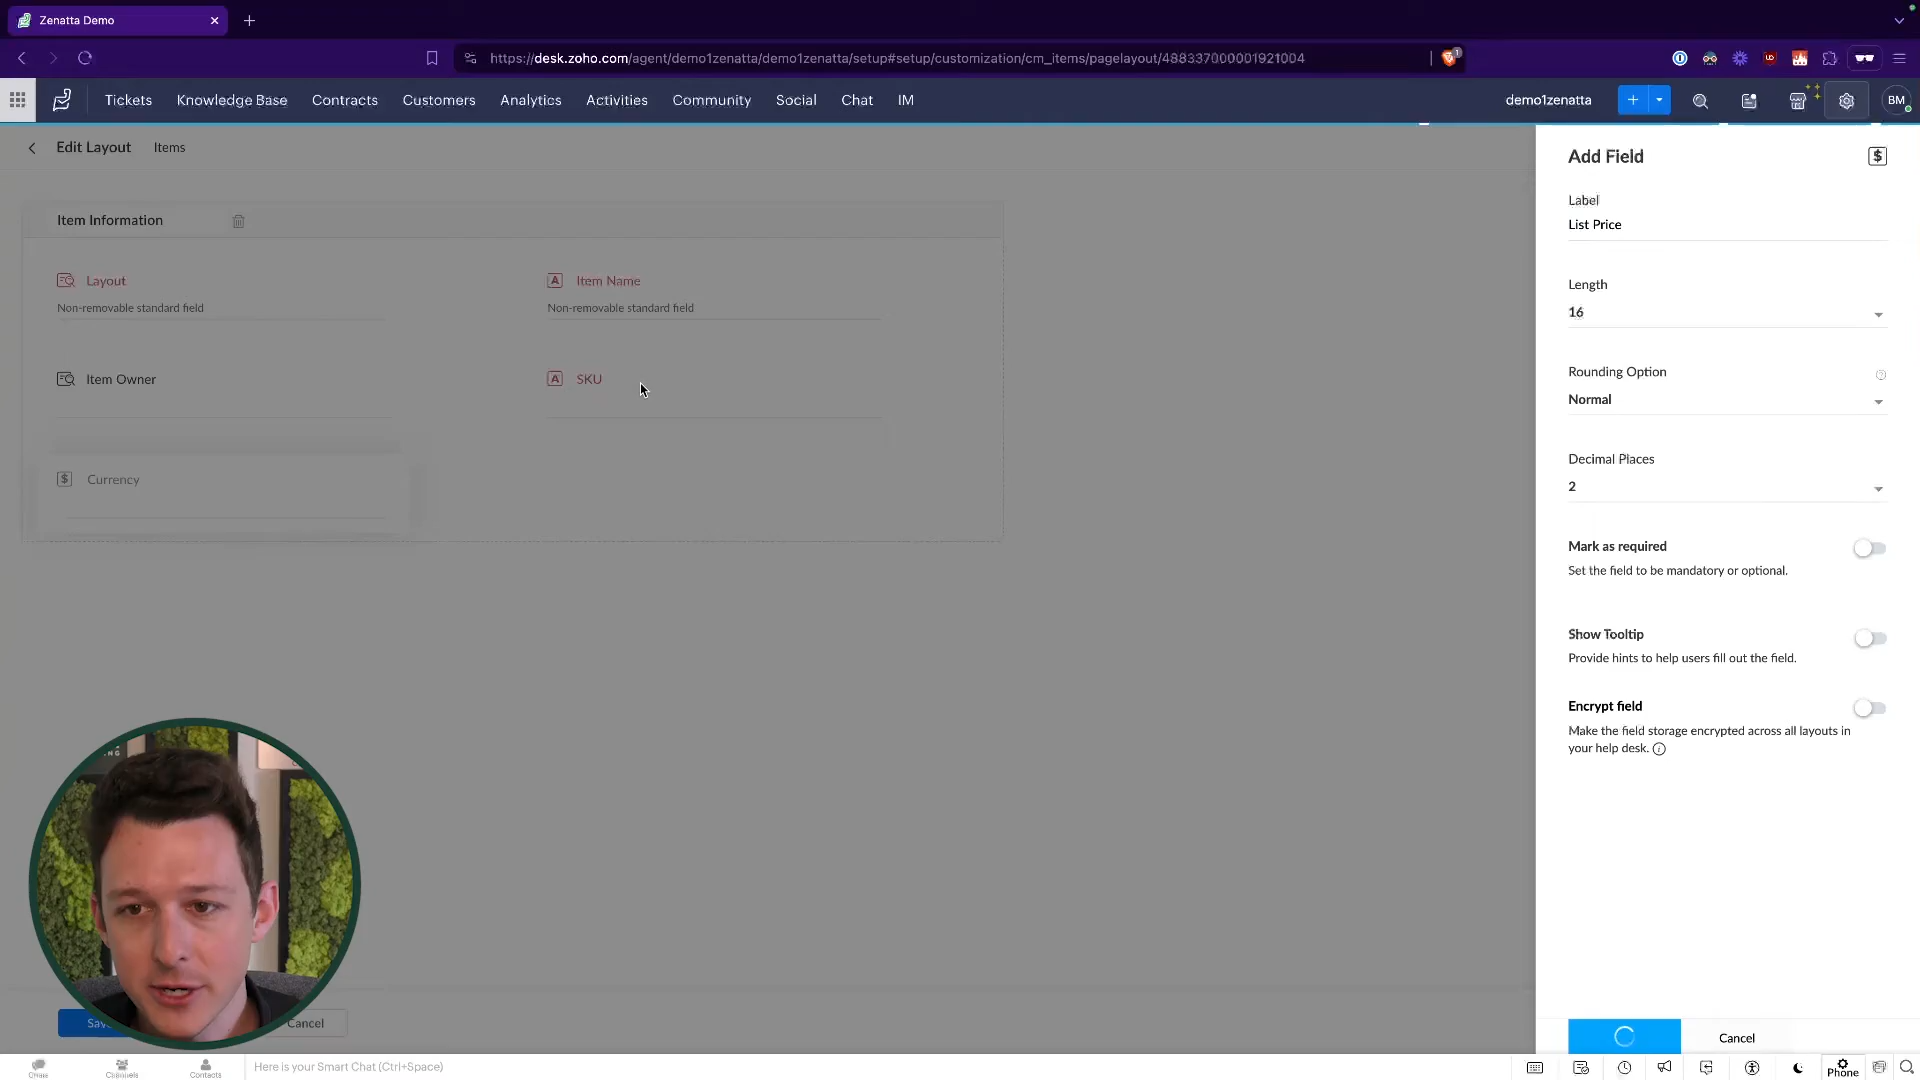 Zenatta Demo
https://desk.zoho.com/agent/demo1zenatta/demo1zenatta/setup#setup/customization/cm_items/pagelayout/488337000001921004
1
Tickets Knowledge Base Contracts Customers Analytics Activities Community Social Chat IM
demo1zenatta
BM
Edit Layout Items
Add Field
Label
List Price
Item Information
Layout
Non-removable standard field
Item Name
Non-removable standard field
Length
16
Rounding Option
Normal
Item Owner
SKU
Currency
Decimal Places
2
Mark as required
Set the field to be mandatory or optional.
Show Tooltip
Provide hints to help users fill out the field.
Encrypt field
Make the field storage encrypted across all layouts in
your help desk.
Cancel
Cancel
Chats
Channels
Contacts
Here is your Smart Chat (Ctrl+Space)
Phone